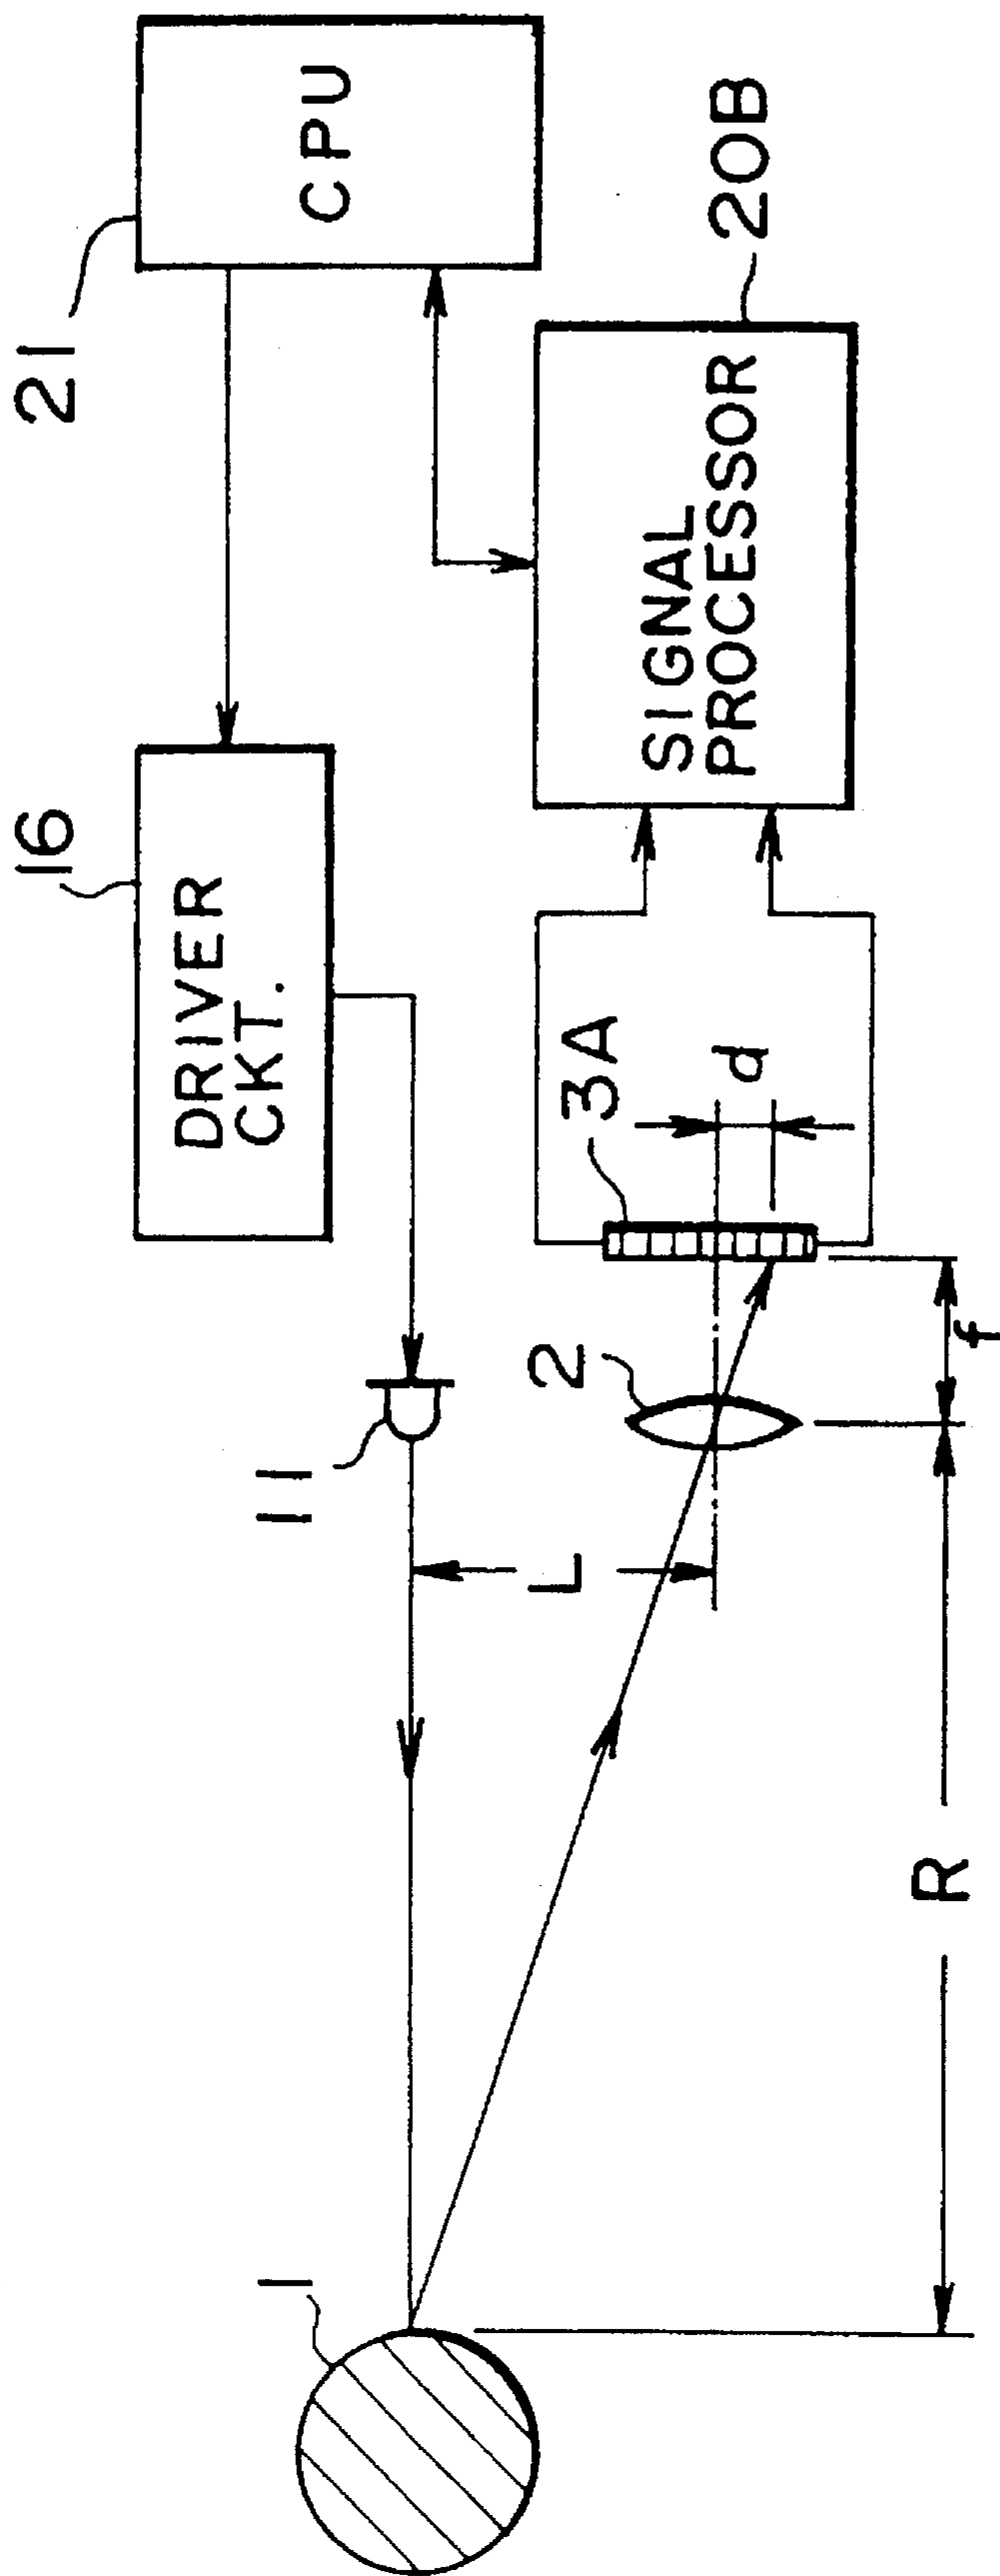 21
CPU
16
DRIVER
CKT.
20B
SIGNAL
PROCESSOR
3A
d
11
2
f
L
R
1